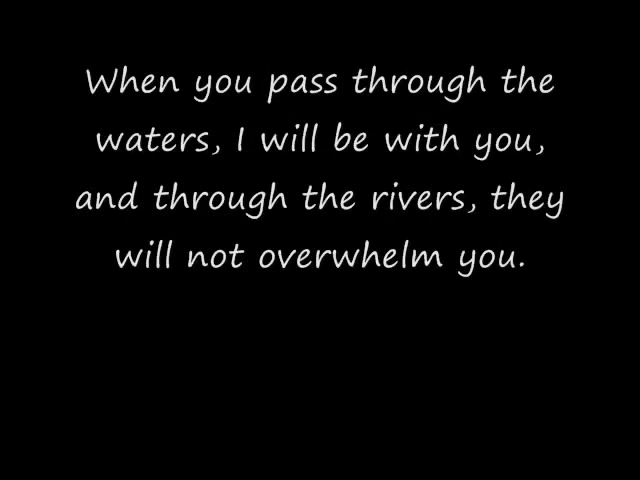 When you pass through the
waters, I will be with you,
and through the rivers, they
will not overwhelm you.